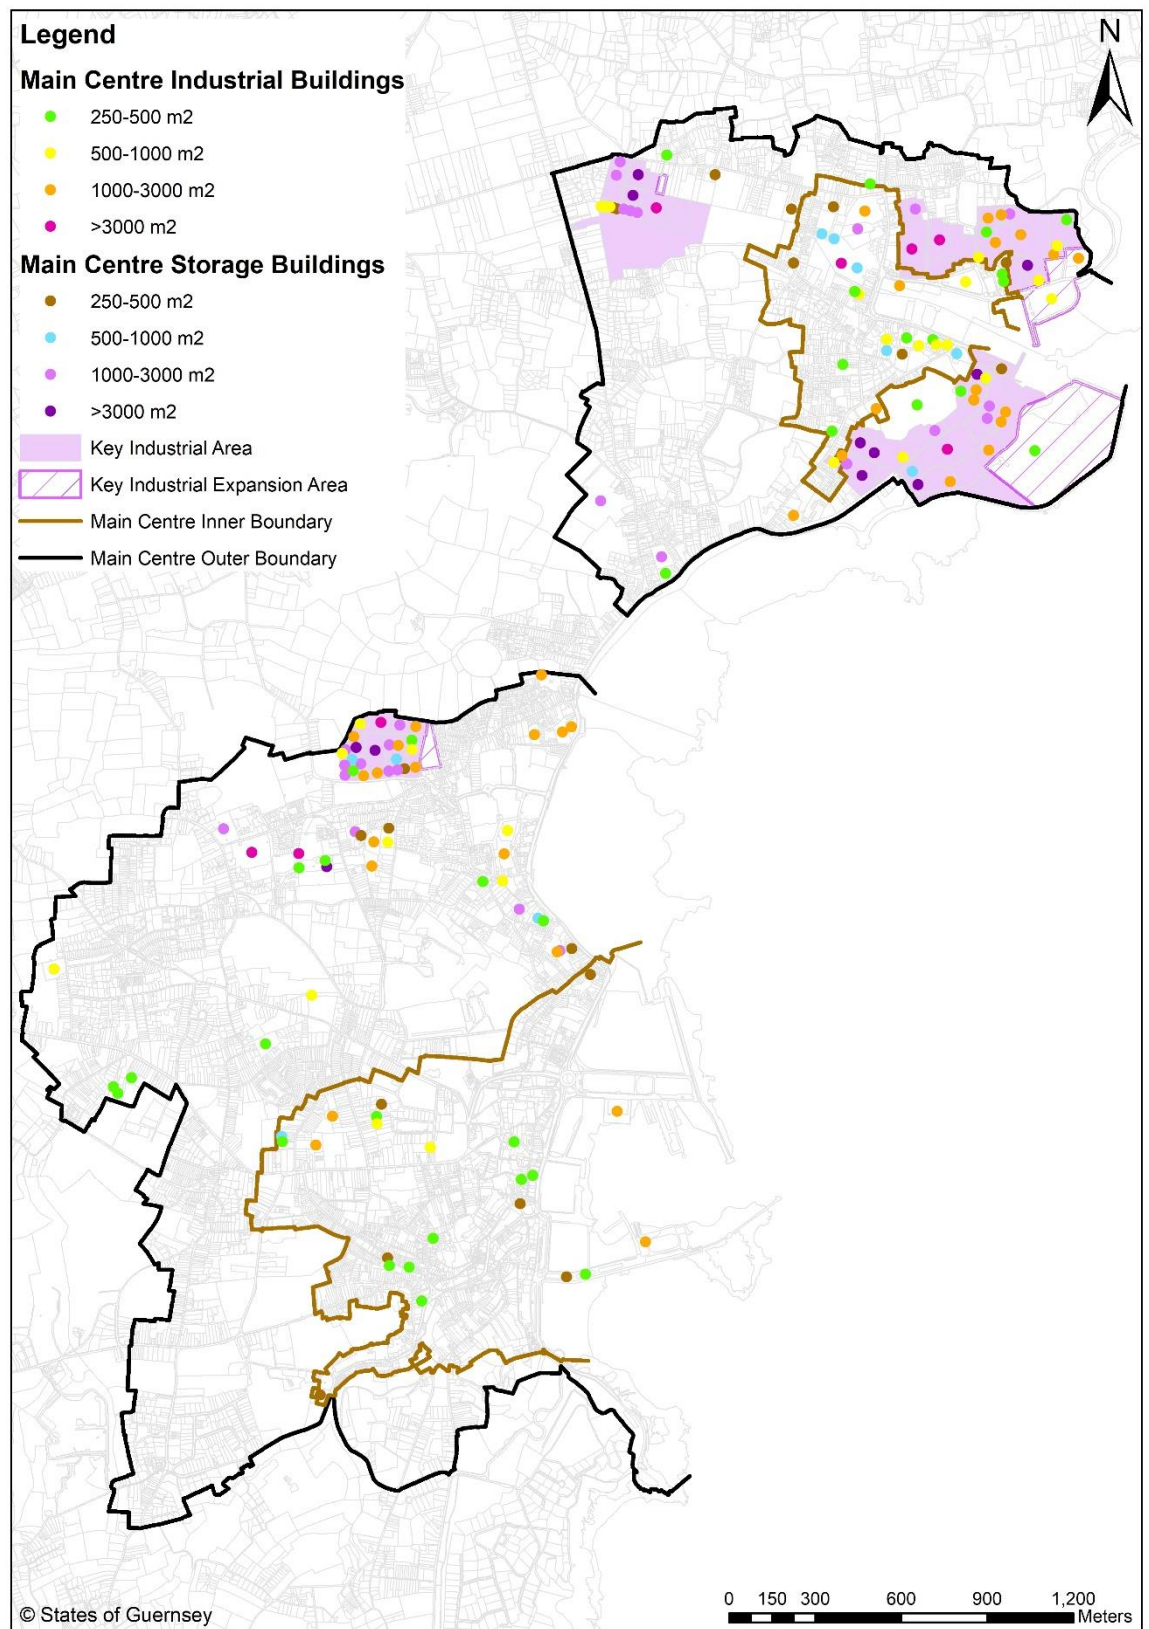 Legend
Main Centre Industrial Buildings
250-500 m2
500-1000 m2
1000-3000 m2
>3000 m2
Main Centre Storage Buildings
250-500 m2
500-1000 m2
1000-3000 m2
>3000 m2
Key Industrial Area
Key Industrial Expansion Area
Main Centre Inner Boundary
Main Centre Outer Boundary
N
© States of Guernsey
0 150 300 600 900 1,200
Meters